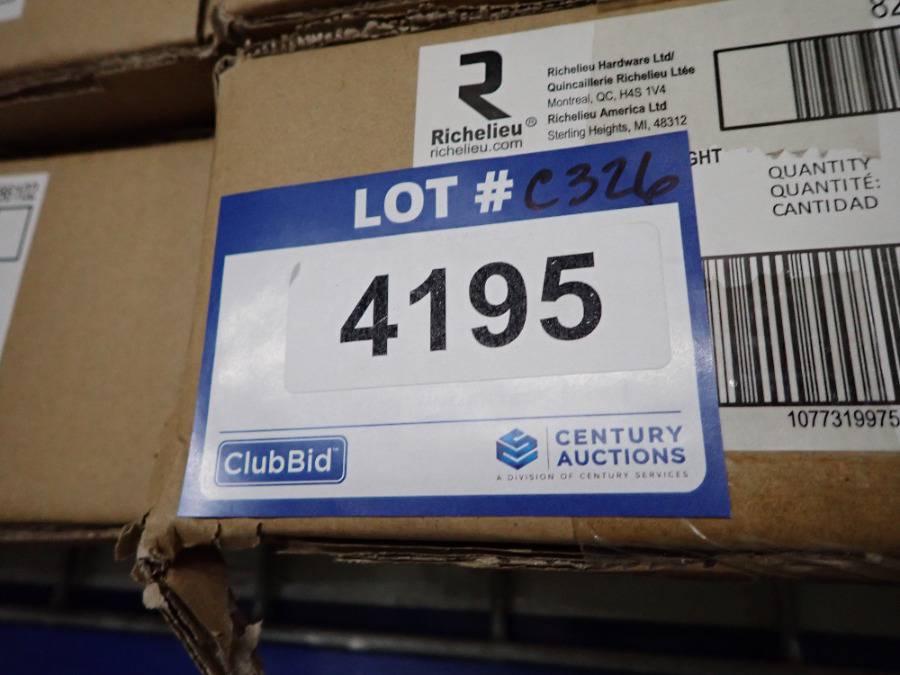 Richelieu®
richelieu.com
Richelieu Hardware Ltd/
Quincaillerie Richelieu Ltée
Montreal, QC, H4S 1V4
Richelieu America Ltd
Sterling Heights, MI, 48312
QUANTITY
QUANTITÉ:
CANTIDAD
1077319975
LOT # C326
4195
ClubBid™
CENTURY
AUCTIONS
A DIVISION OF CENTURY SERVICES